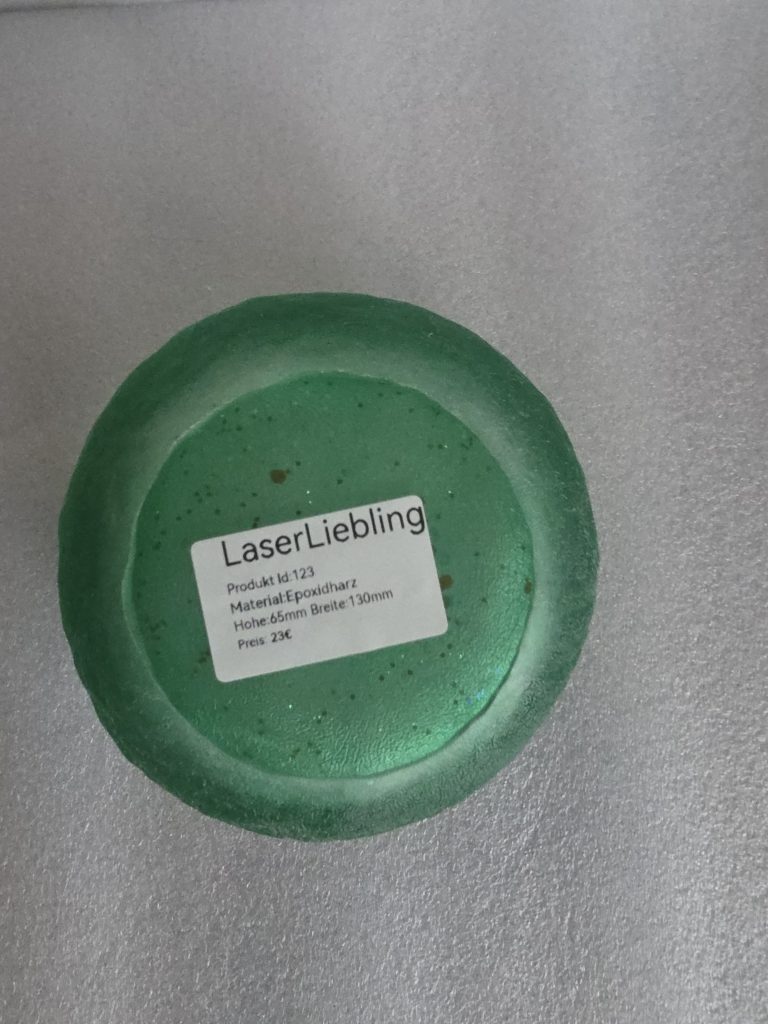 LaserLiebling
Produkt Id:123
Material:Epoxidharz
Hohe:65mm Breite:130mm
Preis: 23€